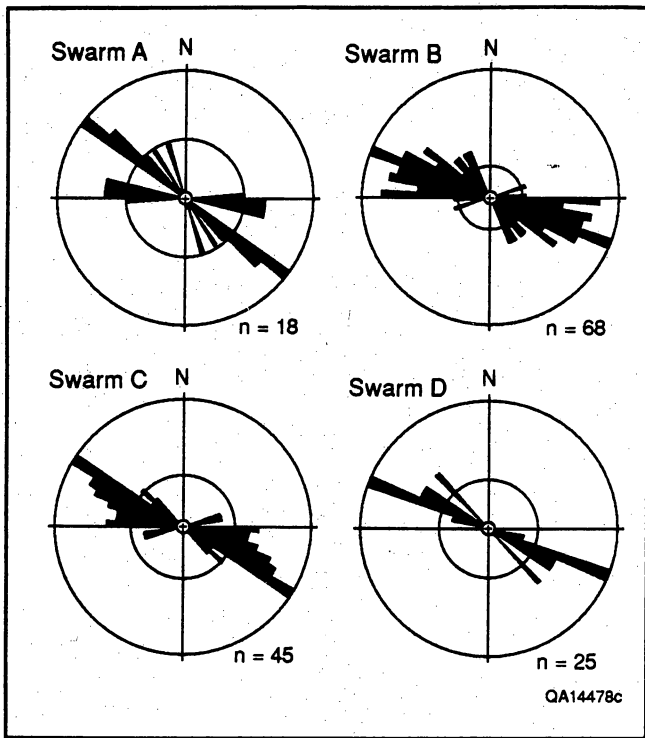 Swarm A
N
n = 18
Swarm B
N
n = 68
Swarm C
N
n = 45
Swarm D
N
n = 25
QA14478c